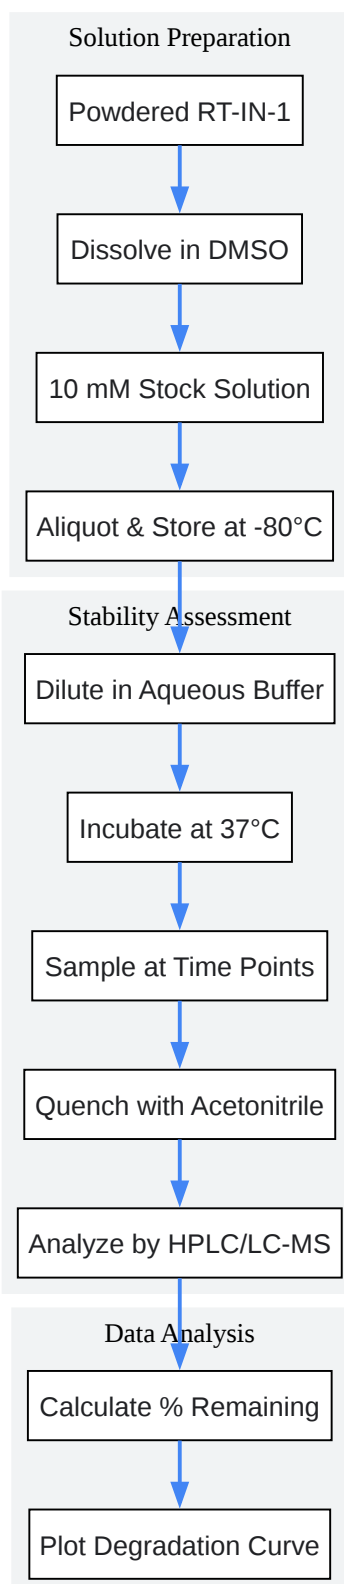 Solution Preparation
Powdered RT-IN-1
Dissolve in DMSO
10 mM Stock Solution
Aliquot & Store at -80°C
Stability Assessment
Dilute in Aqueous Buffer
Incubate at 37°C
Sample at Time Points
Quench with Acetonitrile
Analyze by HPLC/LC-MS
Data Analysis
Calculate % Remaining
Plot Degradation Curve